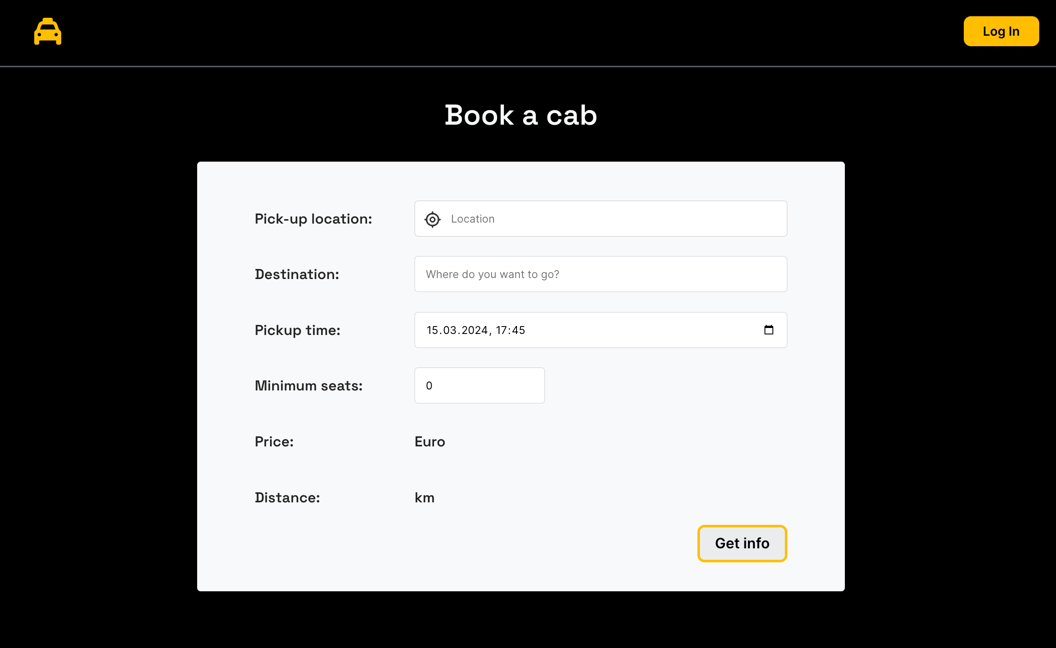 Log In
Book a cab
Pick-up location: Location
Destination: Where do you want to go?
Pickup time: 15.03.2024, 17:45
Minimum seats: 0
Price: Euro
Distance: km
Get info